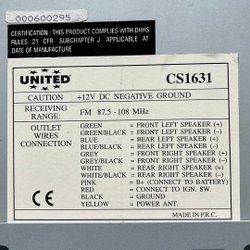 000600295
CERTIFICATION : THIS PRODUCT COMPLIES WITH DHHS
RULES 21 CFR SUBCHAPTER J APPLICABLE AT
DATE OF MANUFACTURE
UNITED CS1631
CAUTION +12V DC NEGATIVE GROUND
RECEIVING RANGE: FM 87.5 - 108 MHz
OUTLET WIRES CONNECTION
GREEN = FRONT LEFT SPEAKER (+)
GREEN/BLACK = FRONT LEFT SPEAKER (-)
BLUE = REAR LEFT SPEAKER (+)
BLUE/BLACK = REAR LEFT SPEAKER (-)
GREY = FRONT RIGHT SPEAKER (+)
GREY/BLACK = FRONT RIGHT SPEAKER (-)
WHITE = REAR RIGHT SPEAKER (+)
WHITE/BLACK = REAR RIGHT SPEAKER (-)
PINK = B+ (CONNECT TO BATTERY)
RED = CONNECT TO IGN. SW.
BLACK = GROUND
YELLOW = POWER ANT.
CE
MADE IN P.R.C.